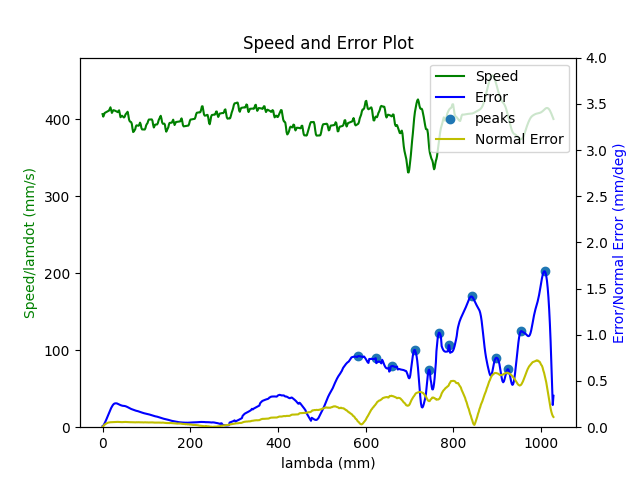 Speed and Error Plot
Speed
Error
peaks
Normal Error
Speed/lamdot (mm/s)
0
100
200
300
400
0
200
400
600
800
1000
lambda (mm)
0.0
0.5
1.0
1.5
2.0
2.5
3.0
3.5
4.0
Error/Normal Error (mm/deg)